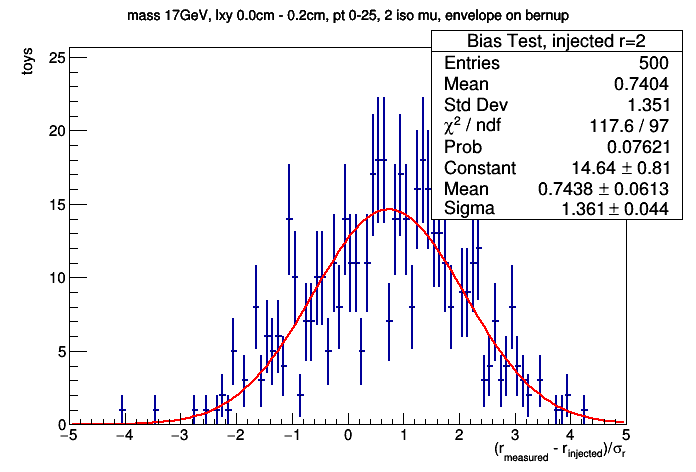 mass 17GeV, lxy 0.0cm - 0.2cm, pt 0-25, 2 iso mu, envelope on bernup
Bias Test, injected r=2
Entries 500
Mean 0.7404
Std Dev 1.351
χ² / ndf 117.6 / 97
Prob 0.07621
Constant 14.64 ± 0.81
Mean 0.7438 ± 0.0613
Sigma 1.361 ± 0.044
toys
25
20
15
10
5
0
−5 −4 −3 −2 −1 0 1 2 3 4 5
(r_measured - r_injected)/σ_r